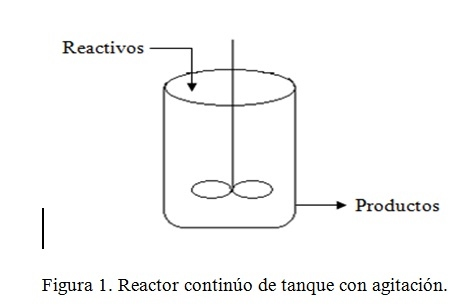 Reactivos
Productos
Figura 1. Reactor continúo de tanque con agitación.